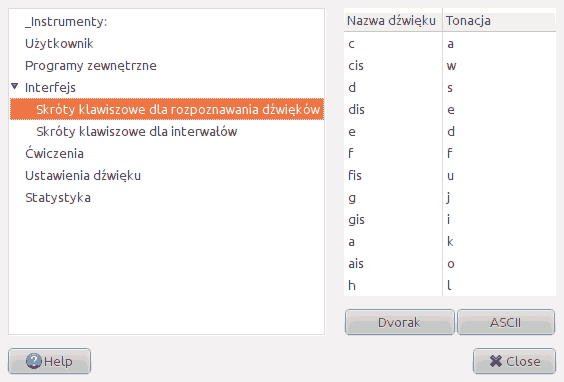 _Instrumenty:
Użytkownik
Programy zewnętrzne
Interfejs
Skróty klawiszowe dla rozpoznawania dźwięków
Skróty klawiszowe dla interwałów
Ćwiczenia
Ustawienia dźwięku
Statystyka
Nazwa dźwięku Tonacja
c a
cis w
d s
dis e
e d
f f
fis u
g j
gis i
a k
ais o
h l
Dvorak ASCII
Help Close